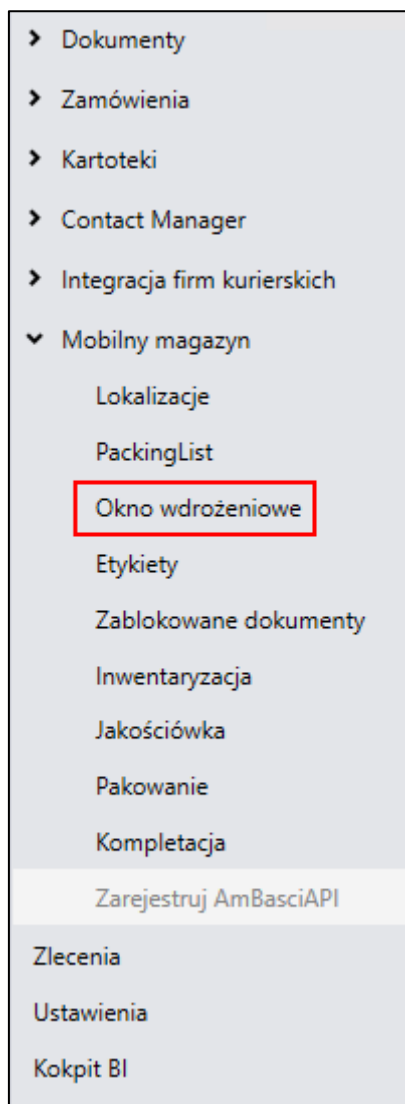 Dokumenty
Zamówienia
Kartoteki
Contact Manager
Integracja firm kurierskich
Mobilny magazyn
Lokalizacje
PackingList
Okno wdrożeniowe
Etykiety
Zablokowane dokumenty
Inwentaryzacja
Jakościówka
Pakowanie
Kompletacja
Zarejestruj AmBasciAPI
Zlecenia
Ustawienia
Kokpit BI